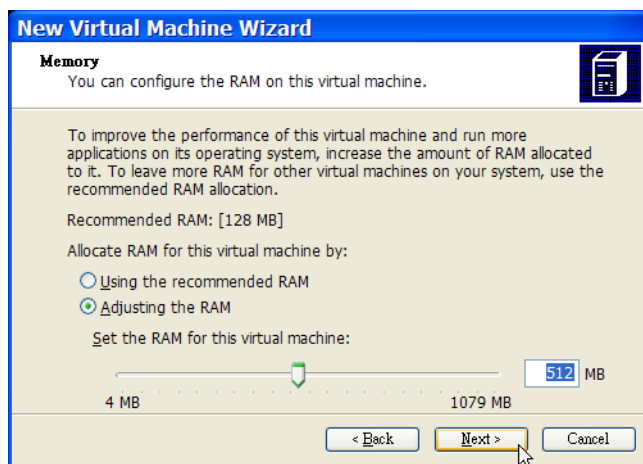 New Virtual Machine Wizard
Memory
You can configure the RAM on this virtual machine.
To improve the performance of this virtual machine and run more
applications on its operating system, increase the amount of RAM allocated
to it. To leave more RAM for other virtual machines on your system, use the
recommended RAM allocation.
Recommended RAM: [128 MB]
Allocate RAM for this virtual machine by:
Using the recommended RAM
Adjusting the RAM
Set the RAM for this virtual machine:
512 MB
4 MB 1079 MB
< Back Next > Cancel